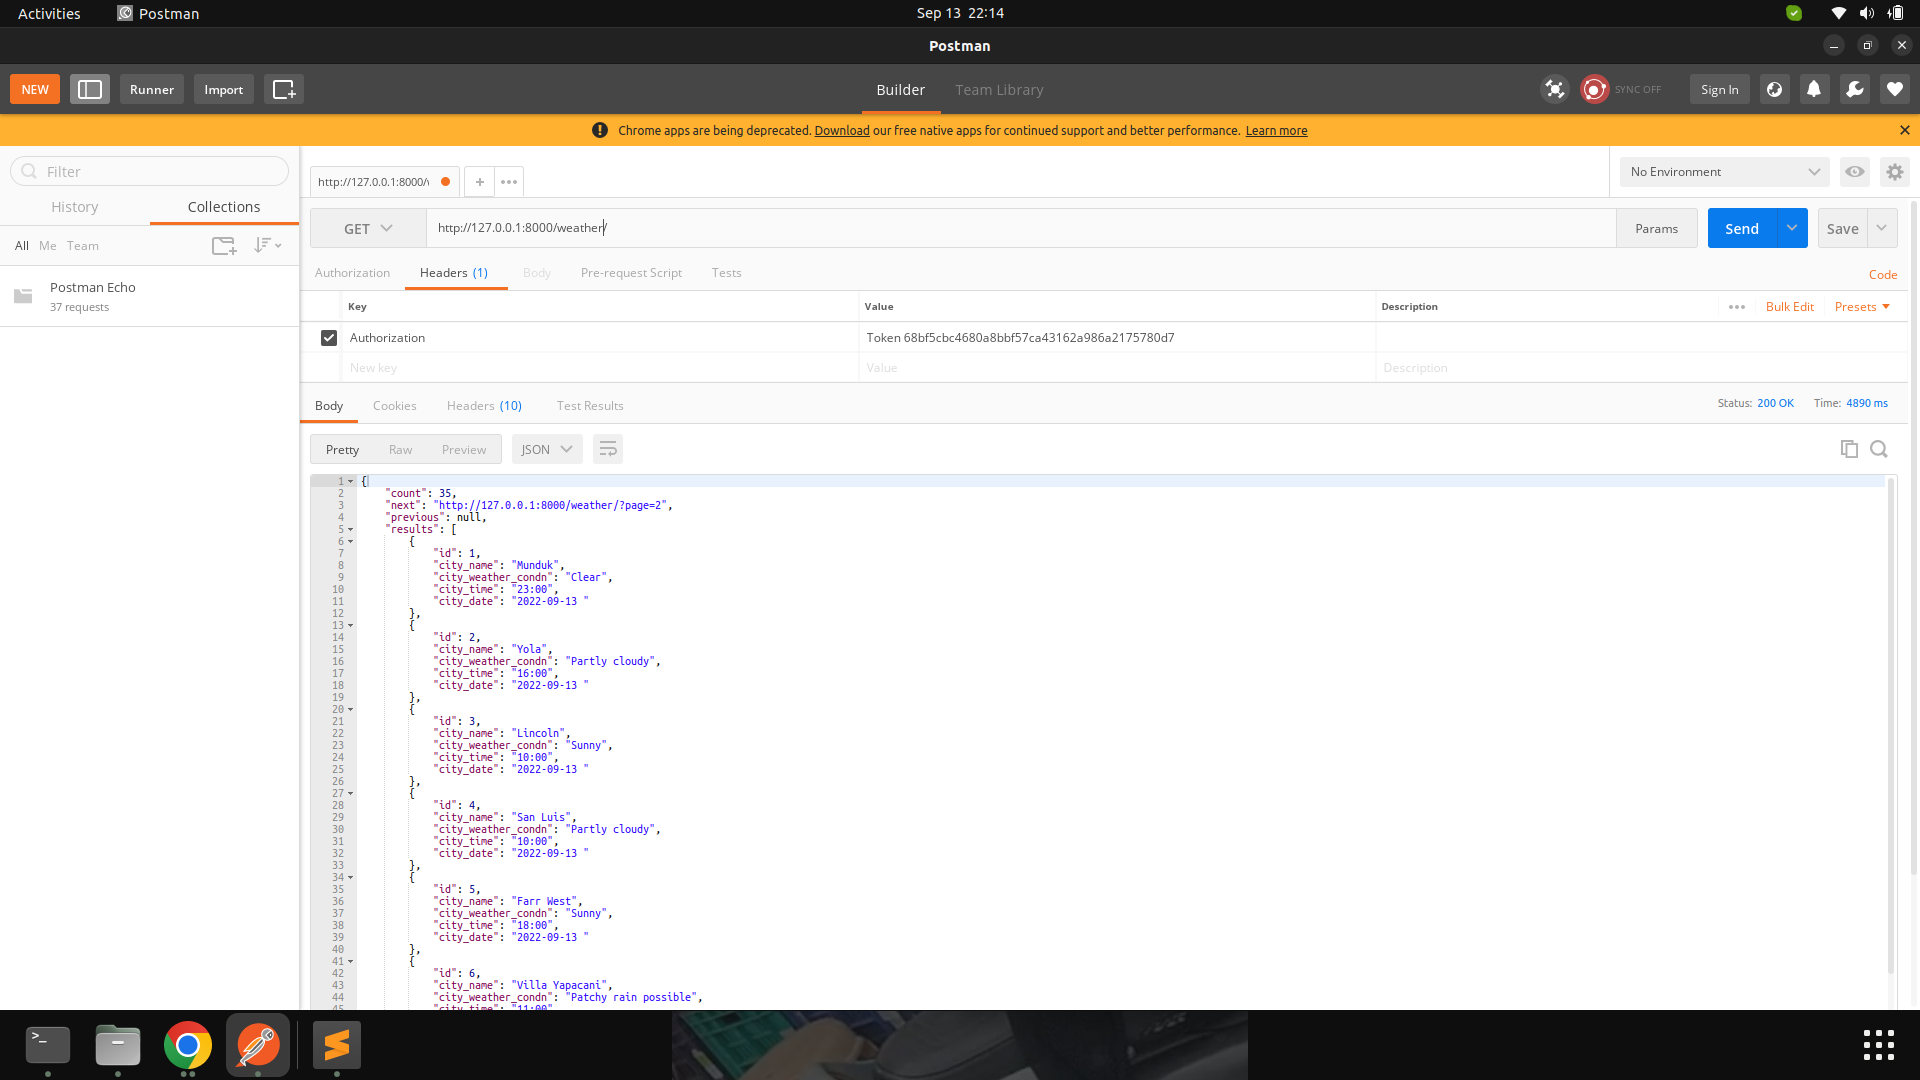 Activities Postman Sep 13 22:14
Postman
NEW Runner Import Builder Team Library SYNC OFF Sign In
Chrome apps are being deprecated. Download our free native apps for continued support and better performance. Learn more
Filter
History Collections
All Me Team
Postman Echo
37 requests
http://127.0.0.1:8000/ No Environment
GET http://127.0.0.1:8000/weather/ Params Send Save
Authorization Headers (1) Body Pre-request Script Tests Code
Key Value Description Bulk Edit Presets
Authorization Token 68bf5cbc4680a8bbf57ca43162a986a2175780d7
New key Value Description
Body Cookies Headers (10) Test Results Status: 200 OK Time: 4890 ms
Pretty Raw Preview JSON
1 {
2 "count": 35,
3 "next": "http://127.0.0.1:8000/weather/?page=2",
4 "previous": null,
5 "results": [
6 {
7 "id": 1,
8 "city_name": "Munduk",
9 "city_weather_condn": "Clear",
10 "city_time": "23:00",
11 "city_date": "2022-09-13 "
12 },
13 {
14 "id": 2,
15 "city_name": "Yola",
16 "city_weather_condn": "Partly cloudy",
17 "city_time": "16:00",
18 "city_date": "2022-09-13 "
19 },
20 {
21 "id": 3,
22 "city_name": "Lincoln",
23 "city_weather_condn": "Sunny",
24 "city_time": "10:00",
25 "city_date": "2022-09-13 "
26 },
27 {
28 "id": 4,
29 "city_name": "San Luis",
30 "city_weather_condn": "Partly cloudy",
31 "city_time": "10:00",
32 "city_date": "2022-09-13 "
33 },
34 {
35 "id": 5,
36 "city_name": "Farr West",
37 "city_weather_condn": "Sunny",
38 "city_time": "18:00",
39 "city_date": "2022-09-13 "
40 },
41 {
42 "id": 6,
43 "city_name": "Villa Yapacani",
44 "city_weather_condn": "Patchy rain possible",
45 "city_time": "11:00"